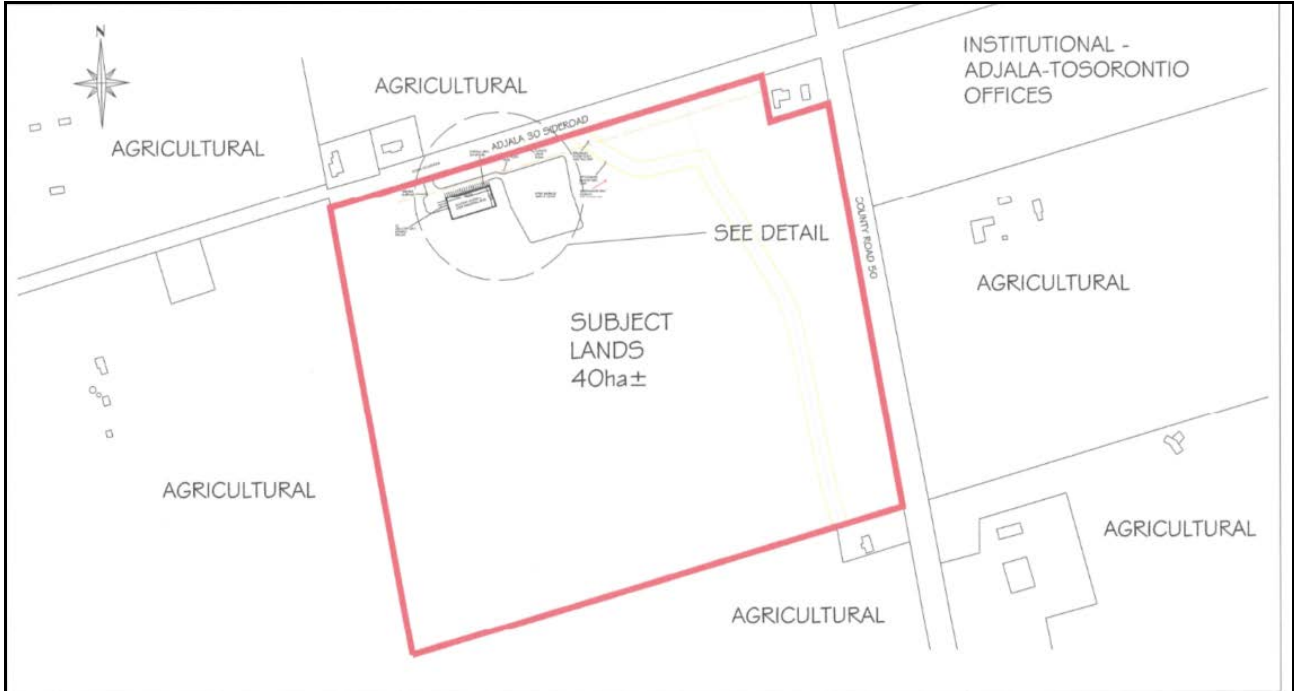 N
INSTITUTIONAL -
ADJALA-TOSORONTIO
OFFICES
AGRICULTURAL
AGRICULTURAL
ADJALA 30 SIDEROAD
SEE DETAIL
COUNTY ROAD 50
AGRICULTURAL
SUBJECT
LANDS
40ha±
AGRICULTURAL
AGRICULTURAL
AGRICULTURAL